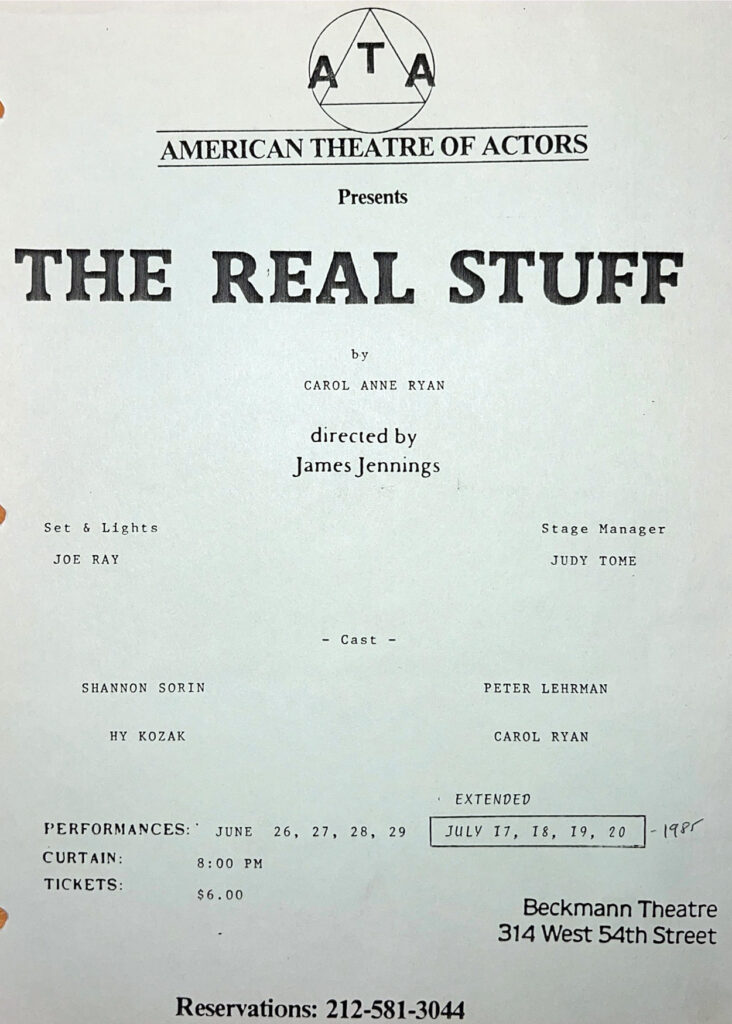 ATA
AMERICAN THEATRE OF ACTORS
Presents
THE REAL STUFF
by
CAROL ANNE RYAN
directed by
James Jennings
Set & Lights
JOE RAY
Stage Manager
JUDY TOME
- Cast -
SHANNON SORIN
PETER LEHRMAN
HY KOZAK
CAROL RYAN
EXTENDED
PERFORMANCES: JUNE 26, 27, 28, 29 JULY 17, 18, 19, 20 - 1985
CURTAIN: 8:00 PM
TICKETS: $6.00
Beckmann Theatre
314 West 54th Street
Reservations: 212-581-3044